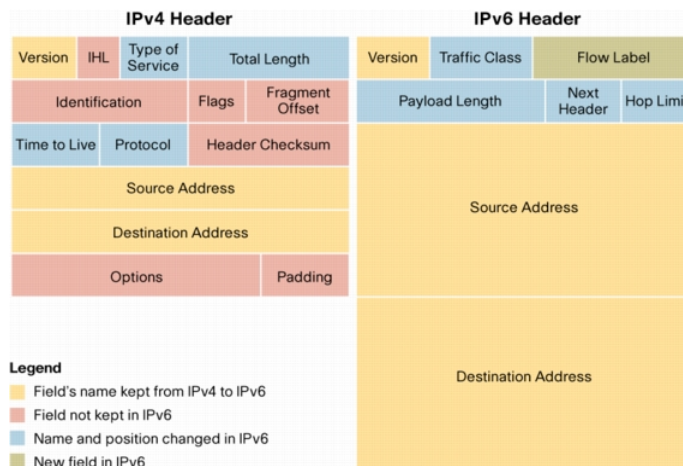 IPv4 Header
IPv6 Header
Version IHL Type of Service Total Length
Version Traffic Class Flow Label
Identification Flags Fragment Offset
Payload Length Next Header Hop Limi
Time to Live Protocol Header Checksum
Source Address
Destination Address
Options Padding
Source Address
Destination Address
Legend
Field's name kept from IPv4 to IPv6
Field not kept in IPv6
Name and position changed in IPv6
New field in IPv6